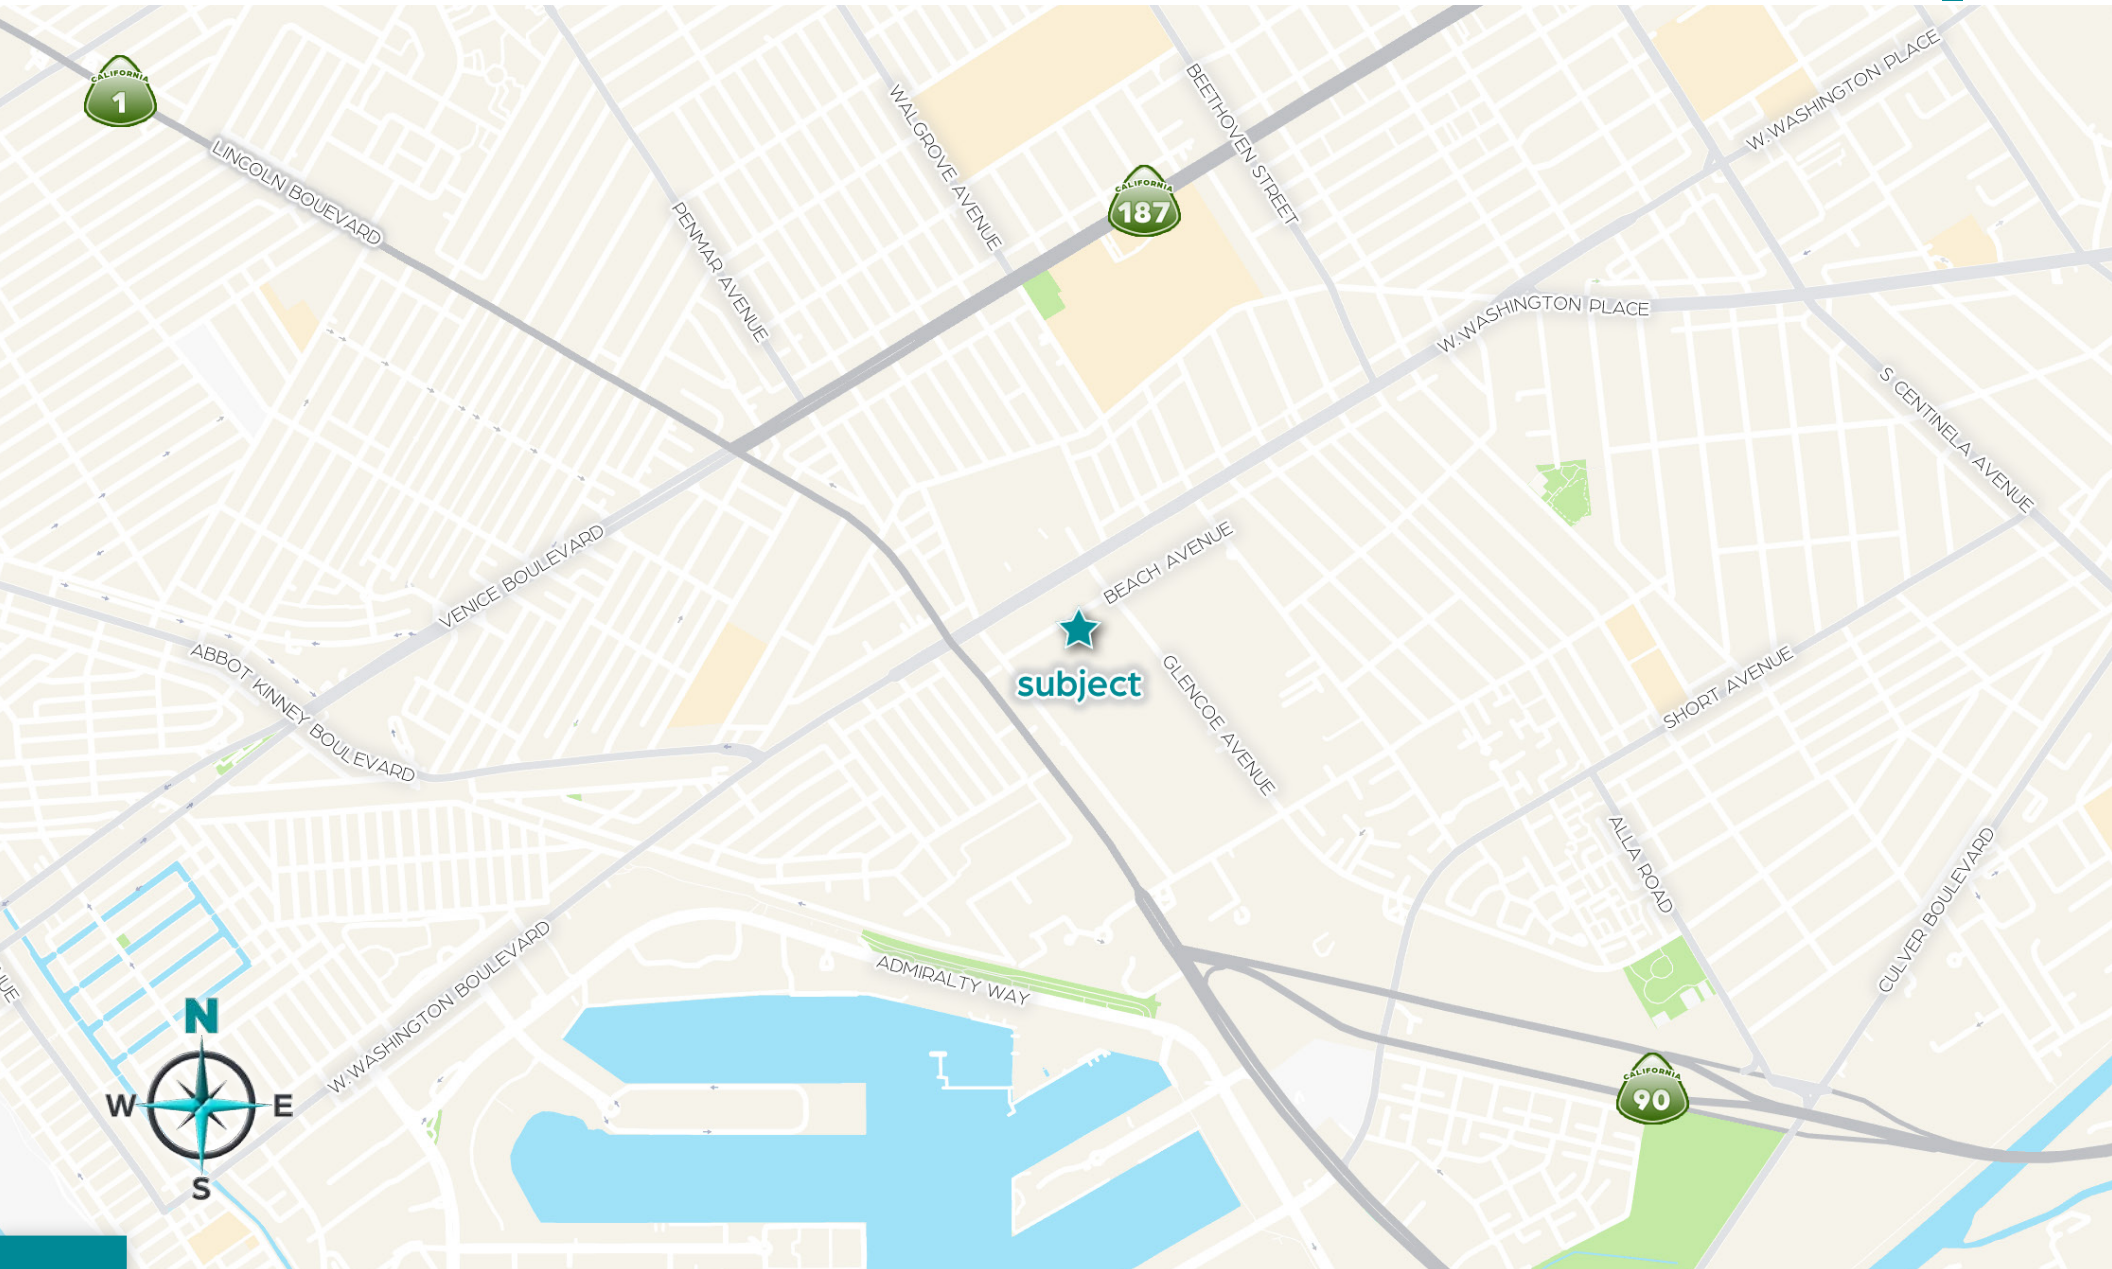 CALIFORNIA
1
LINCOLN BOUEVARD
PENMAR AVENUE
WALGROVE AVENUE
BEETHOVEN STREET
CALIFORNIA
187
W.WASHINGTON PLACE
W.WASHINGTON PLACE
S CENTINELA AVENUE
VENICE BOULEVARD
BEACH AVENUE
subject
GLENCOE AVENUE
ABBOT KINNEY BOULEVARD
SHORT AVENUE
ALLA ROAD
CULVER BOULEVARD
ADMIRALTY WAY
W.WASHINGTON BOULEVARD
N
W
E
S
CALIFORNIA
90